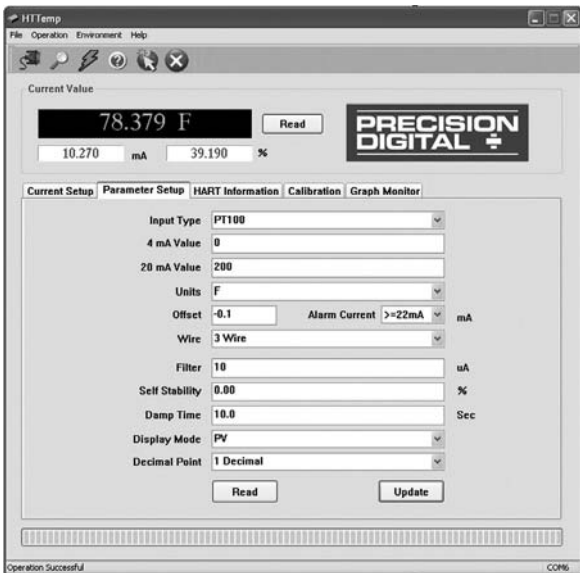 HTTemp
File Operation Environment Help
Current Value
78.379 F
Read
PRECISION
DIGITAL
10.270 mA 39.190 %
Current Setup Parameter Setup HART Information Calibration Graph Monitor
Input Type PT100
4 mA Value 0
20 mA Value 200
Units F
Offset -0.1 Alarm Current >=22mA mA
Wire 3 Wire
Filter 10 uA
Self Stability 0.00 %
Damp Time 10.0 Sec
Display Mode PV
Decimal Point 1 Decimal
Read Update
Operation Successful COM6